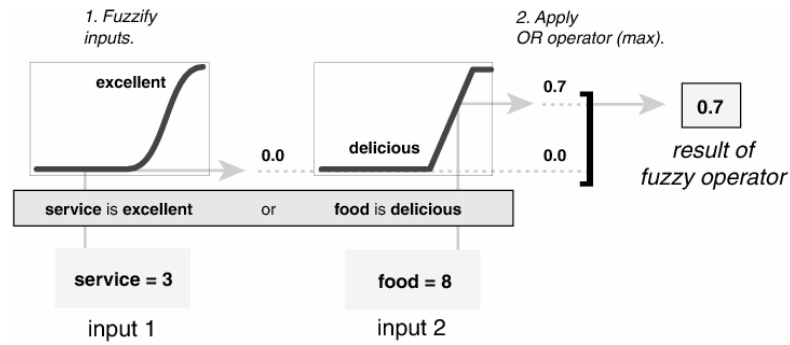 1. Fuzzify
inputs.
2. Apply
OR operator (max).
excellent
0.0
delicious
0.7
0.0
0.7
result of
fuzzy operator
service is excellent or food is delicious
service = 3
food = 8
input 1
input 2